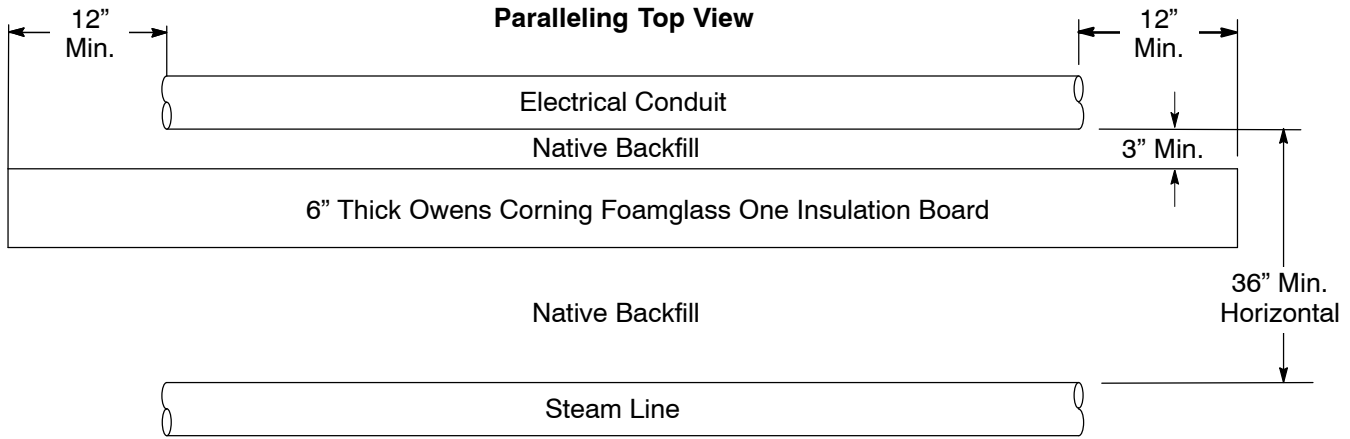 Paralleling Top View
12”
Min.
12”
Min.
Electrical Conduit
Native Backfill
3” Min.
6” Thick Owens Corning Foamglass One Insulation Board
36” Min.
Horizontal
Native Backfill
Steam Line